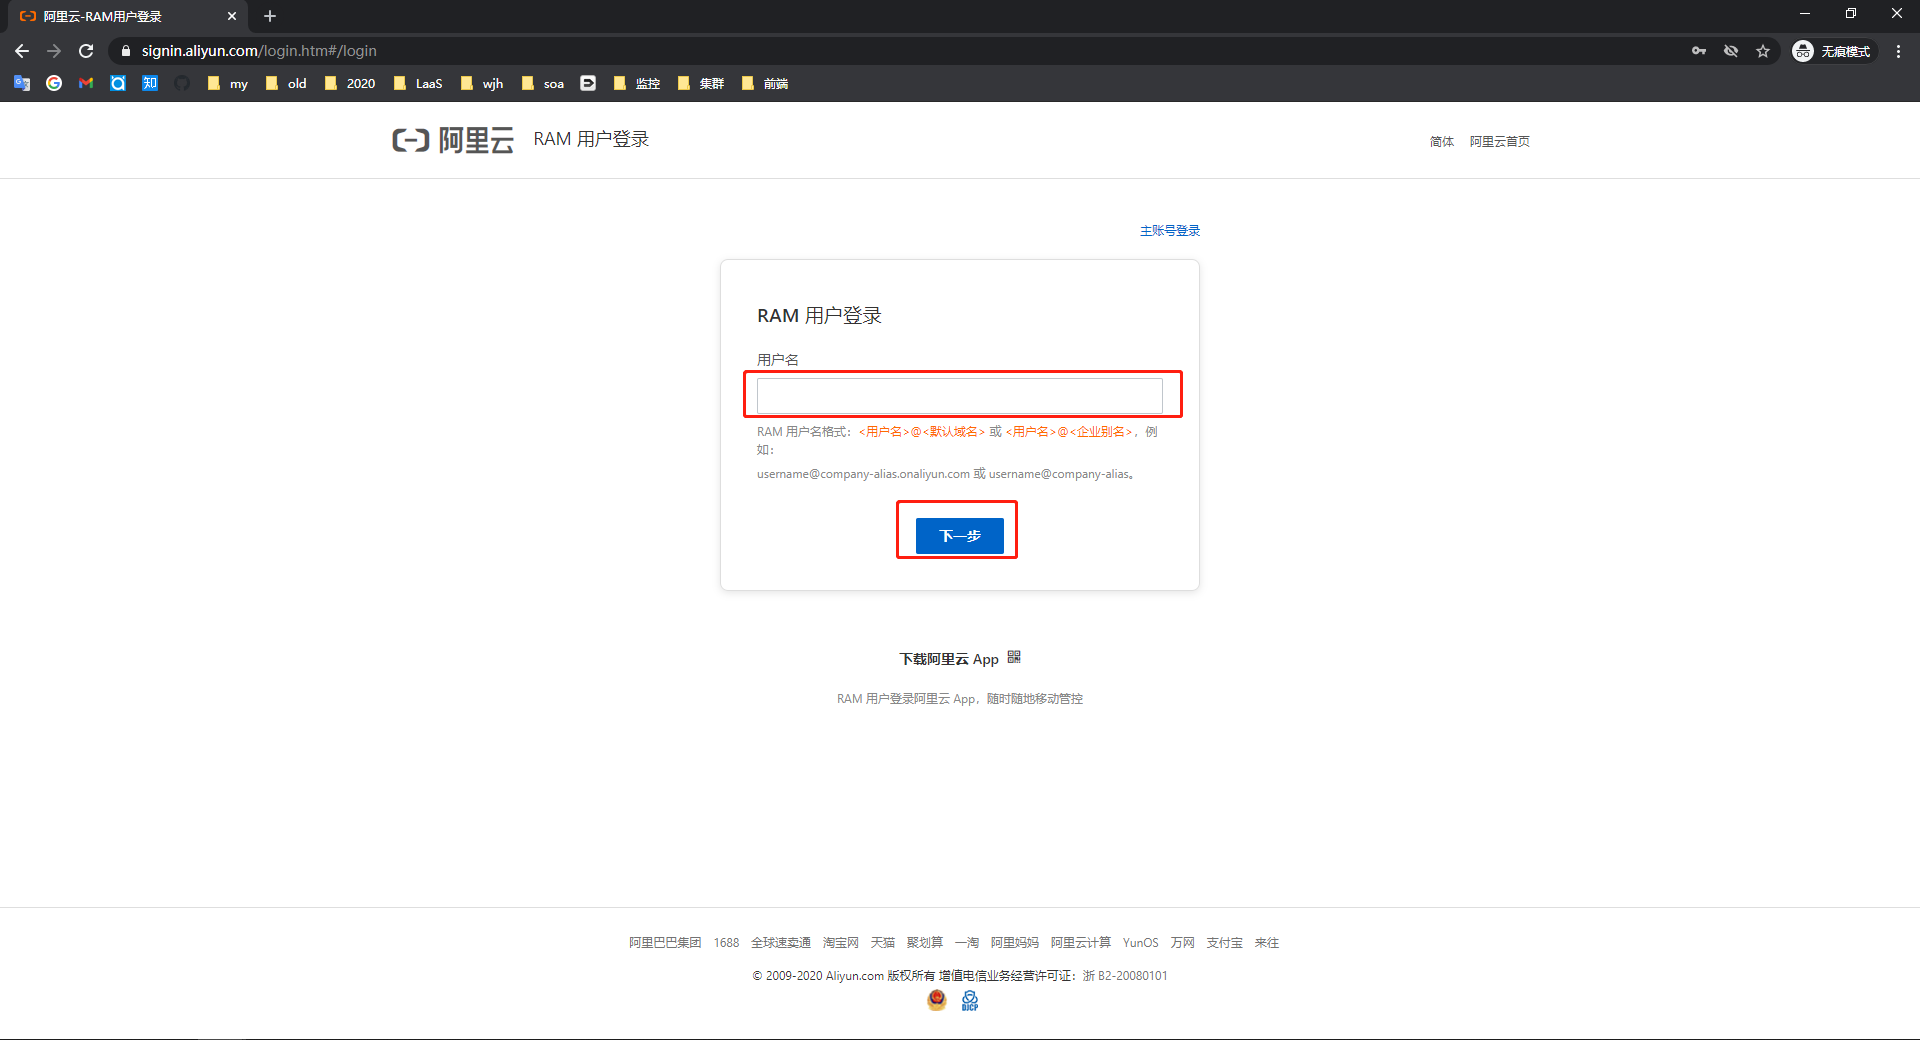 阿里云-RAM用户登录
signin.aliyun.com/login.htm#/login
无痕模式
知 my old 2020 LaaS wjh soa 监控 集群 前端
阿里云 RAM 用户登录
简体 阿里云首页
主账号登录
RAM 用户登录
用户名
RAM 用户名格式：<用户名>@<默认域名> 或 <用户名>@<企业别名>，例
如：
username@company-alias.onaliyun.com 或 username@company-alias。
下一步
下载阿里云 App
RAM 用户登录阿里云 App，随时随地移动管控
阿里巴巴集团 1688 全球速卖通 淘宝网 天猫 聚划算 一淘 阿里妈妈 阿里云计算 YunOS 万网 支付宝 来往
© 2009-2020 Aliyun.com 版权所有 增值电信业务经营许可证：浙 B2-20080101
DJCP